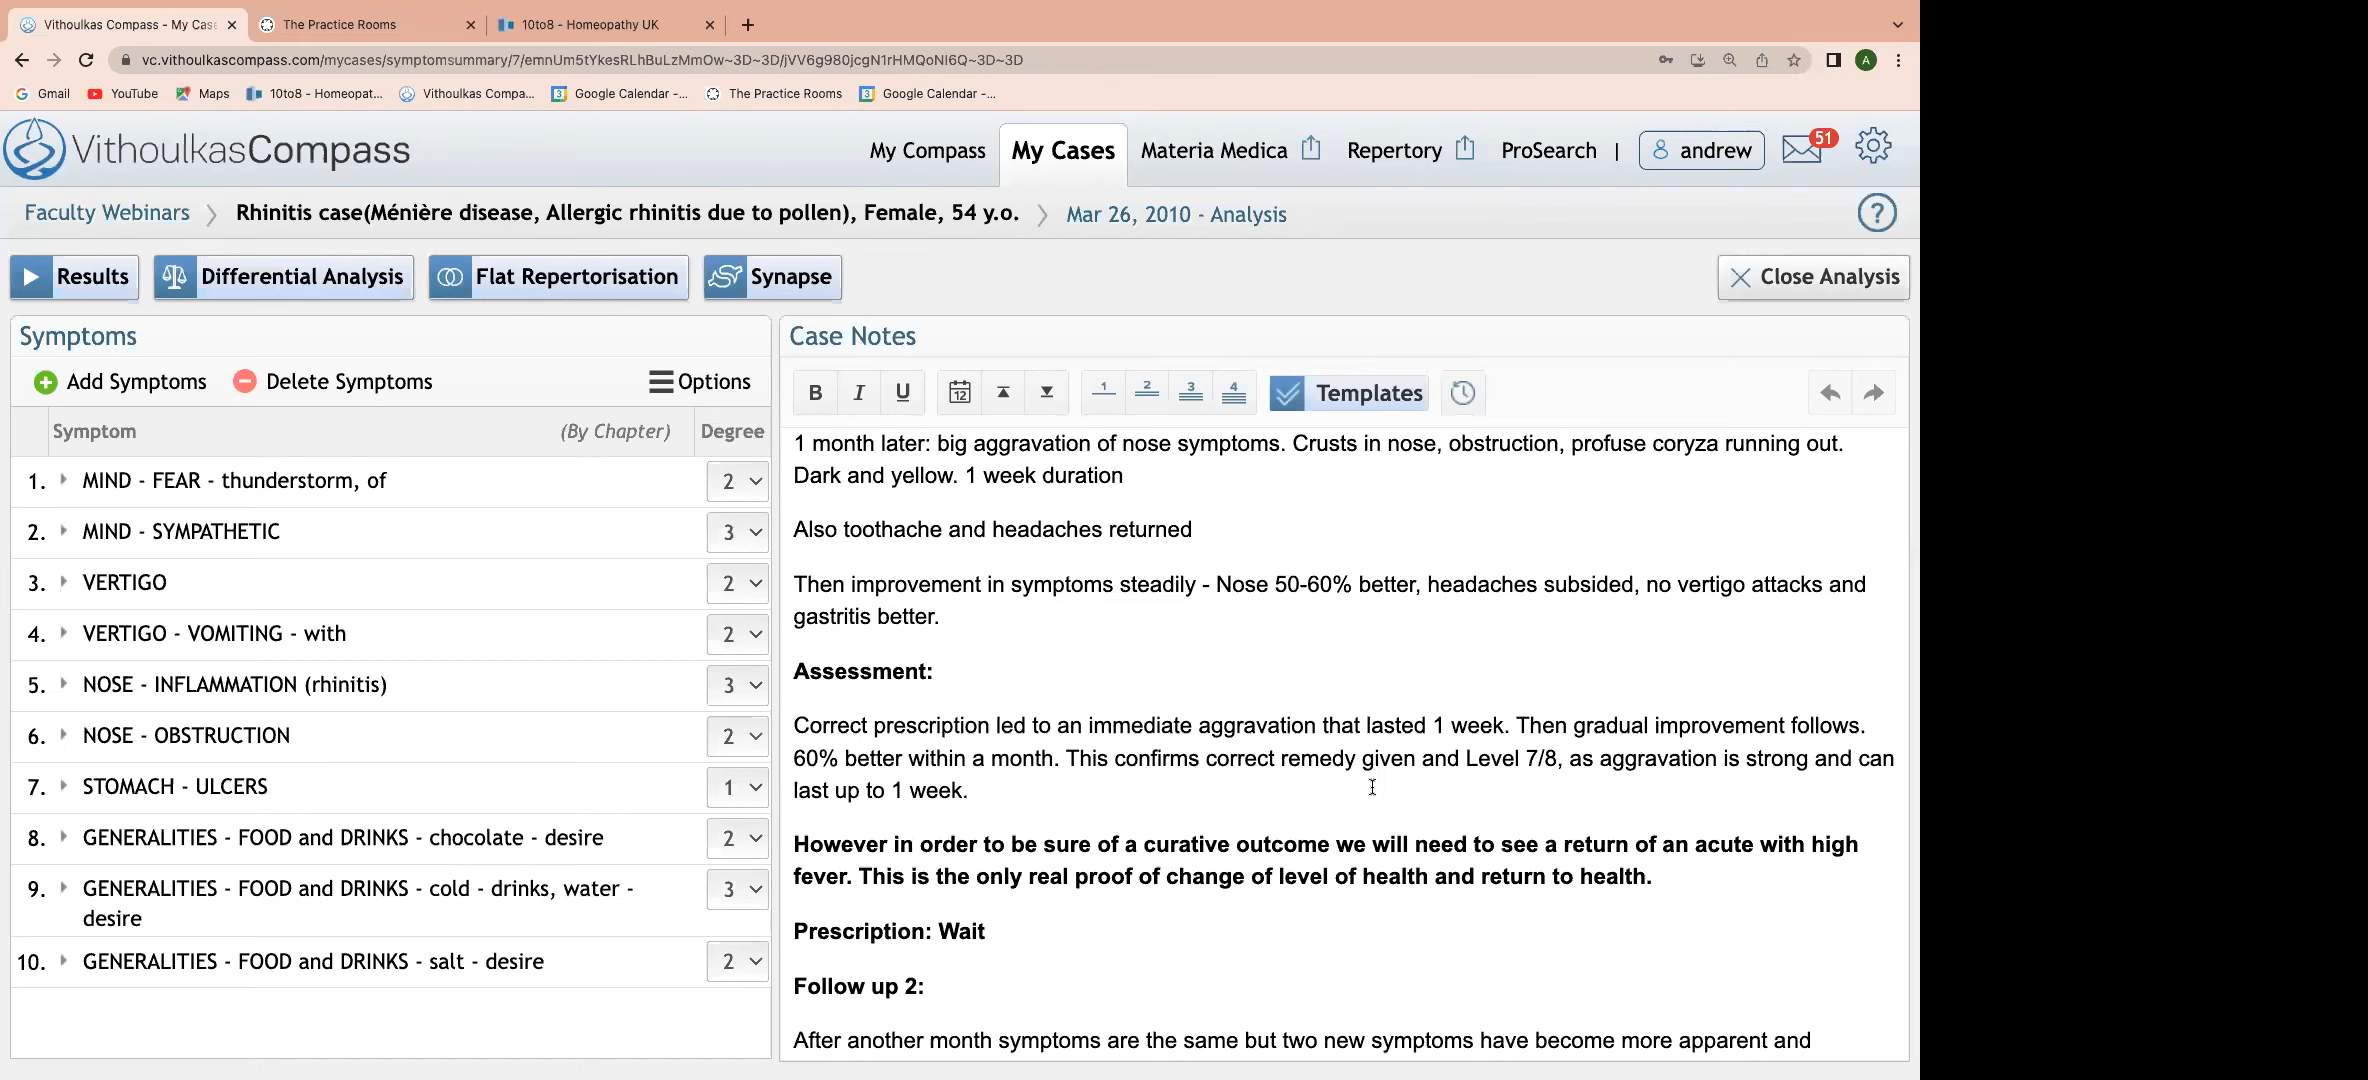 Vithoulkas Compass - My Case
The Practice Rooms
10to8 - Homeopathy UK
vc.vithoulkascompass.com/mycases/symptomsummary/7/emnUm5tYkesRLhBuLzMmOw~3D~3D/jVV6g980jcgN1rHMQoNI6Q~3D~3D
A
Gmail
YouTube
Maps
10to8 - Homeopat...
Vithoulkas Compa...
3
Google Calendar -...
The Practice Rooms
3
Google Calendar -...
VithoulkasCompass
My Compass
My Cases
Materia Medica
Repertory
ProSearch
|
andrew
51
Faculty Webinars
Rhinitis case(Ménière disease, Allergic rhinitis due to pollen), Female, 54 y.o.
Mar 26, 2010 - Analysis
?
Results
Differential Analysis
Flat Repertorisation
Synapse
Close Analysis
Symptoms
Add Symptoms
Delete Symptoms
Options
Symptom
(By Chapter)
Degree
1. MIND - FEAR - thunderstorm, of 2
2. MIND - SYMPATHETIC 3
3. VERTIGO 2
4. VERTIGO - VOMITING - with 2
5. NOSE - INFLAMMATION (rhinitis) 3
6. NOSE - OBSTRUCTION 2
7. STOMACH - ULCERS 1
8. GENERALITIES - FOOD and DRINKS - chocolate - desire 2
9. GENERALITIES - FOOD and DRINKS - cold - drinks, water - 3
desire
10. GENERALITIES - FOOD and DRINKS - salt - desire 2
Case Notes
B
I
U
12
1
2
3
4
Templates
1 month later: big aggravation of nose symptoms. Crusts in nose, obstruction, profuse coryza running out.
Dark and yellow. 1 week duration
Also toothache and headaches returned
Then improvement in symptoms steadily - Nose 50-60% better, headaches subsided, no vertigo attacks and
gastritis better.
Assessment:
Correct prescription led to an immediate aggravation that lasted 1 week. Then gradual improvement follows.
60% better within a month. This confirms correct remedy given and Level 7/8, as aggravation is strong and can
last up to 1 week.
However in order to be sure of a curative outcome we will need to see a return of an acute with high
fever. This is the only real proof of change of level of health and return to health.
Prescription: Wait
Follow up 2:
After another month symptoms are the same but two new symptoms have become more apparent and